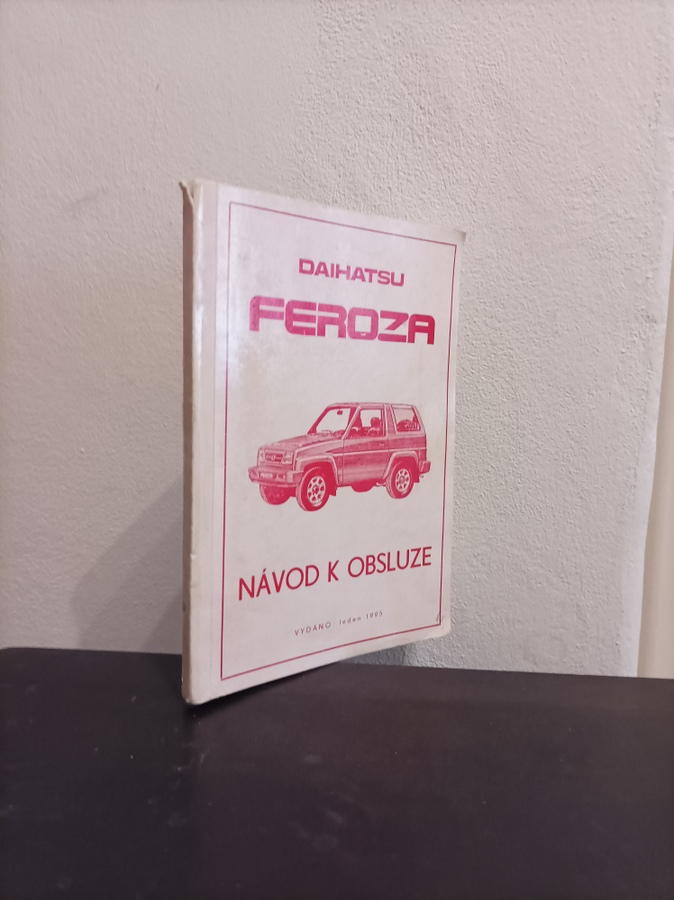 DAIHATSU
FEROZA
NÁVOD K OBSLUZE
VYDÁNO: leden 1995